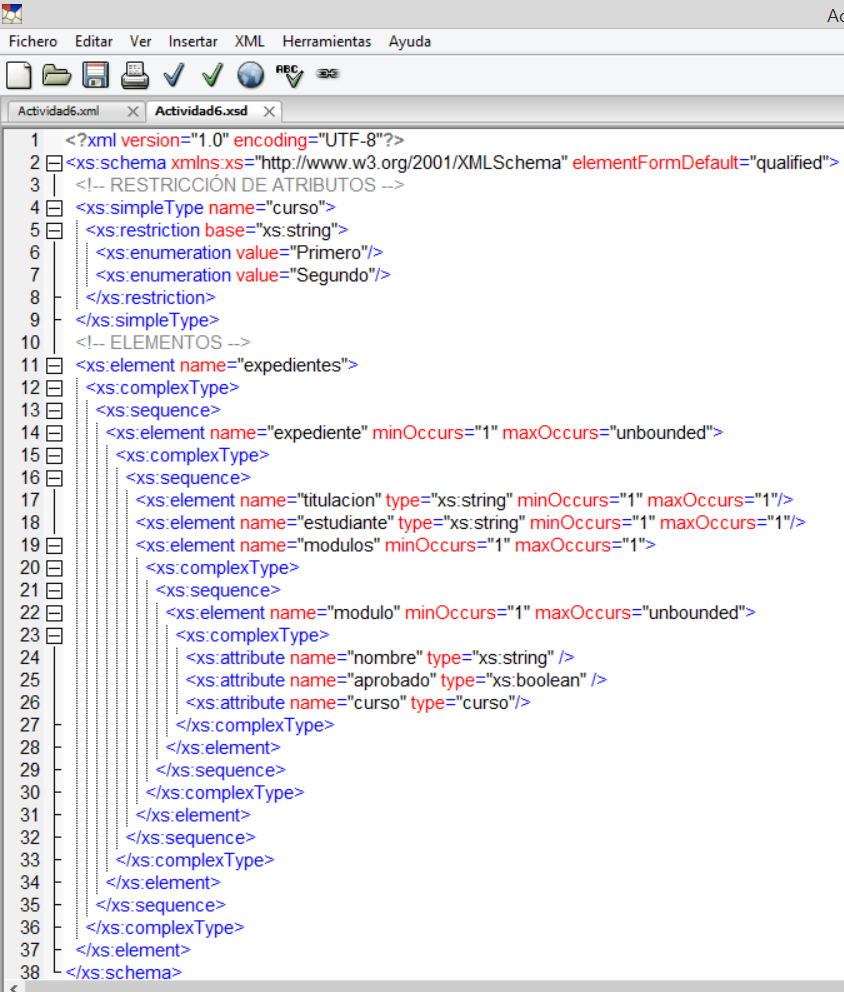 Ac
Fichero Editar Ver Insertar XML Herramientas Ayuda
ABC
Actividad6.xml Actividad6.xsd
1 <?xml version="1.0" encoding="UTF-8"?>
2 <xs:schema xmlns:xs="http://www.w3.org/2001/XMLSchema" elementFormDefault="qualified">
3 <!-- RESTRICCIÓN DE ATRIBUTOS -->
4 <xs:simpleType name="curso">
5 <xs:restriction base="xs:string">
6 <xs:enumeration value="Primero"/>
7 <xs:enumeration value="Segundo"/>
8 </xs:restriction>
9 </xs:simpleType>
10 <!-- ELEMENTOS -->
11 <xs:element name="expedientes">
12 <xs:complexType>
13 <xs:sequence>
14 <xs:element name="expediente" minOccurs="1" maxOccurs="unbounded">
15 <xs:complexType>
16 <xs:sequence>
17 <xs:element name="titulacion" type="xs:string" minOccurs="1" maxOccurs="1"/>
18 <xs:element name="estudiante" type="xs:string" minOccurs="1" maxOccurs="1"/>
19 <xs:element name="modulos" minOccurs="1" maxOccurs="1">
20 <xs:complexType>
21 <xs:sequence>
22 <xs:element name="modulo" minOccurs="1" maxOccurs="unbounded">
23 <xs:complexType>
24 <xs:attribute name="nombre" type="xs:string" />
25 <xs:attribute name="aprobado" type="xs:boolean" />
26 <xs:attribute name="curso" type="curso"/>
27 </xs:complexType>
28 </xs:element>
29 </xs:sequence>
30 </xs:complexType>
31 </xs:element>
32 </xs:sequence>
33 </xs:complexType>
34 </xs:element>
35 </xs:sequence>
36 </xs:complexType>
37 </xs:element>
38 </xs:schema>